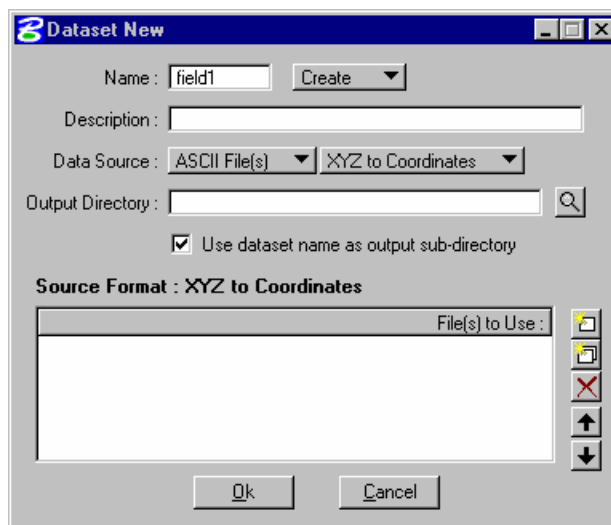 Dataset New
Name : field1 Create
Description :
Data Source : ASCII File(s) XYZ to Coordinates
Output Directory :
Use dataset name as output sub-directory
Source Format : XYZ to Coordinates
File(s) to Use :
Ok Cancel